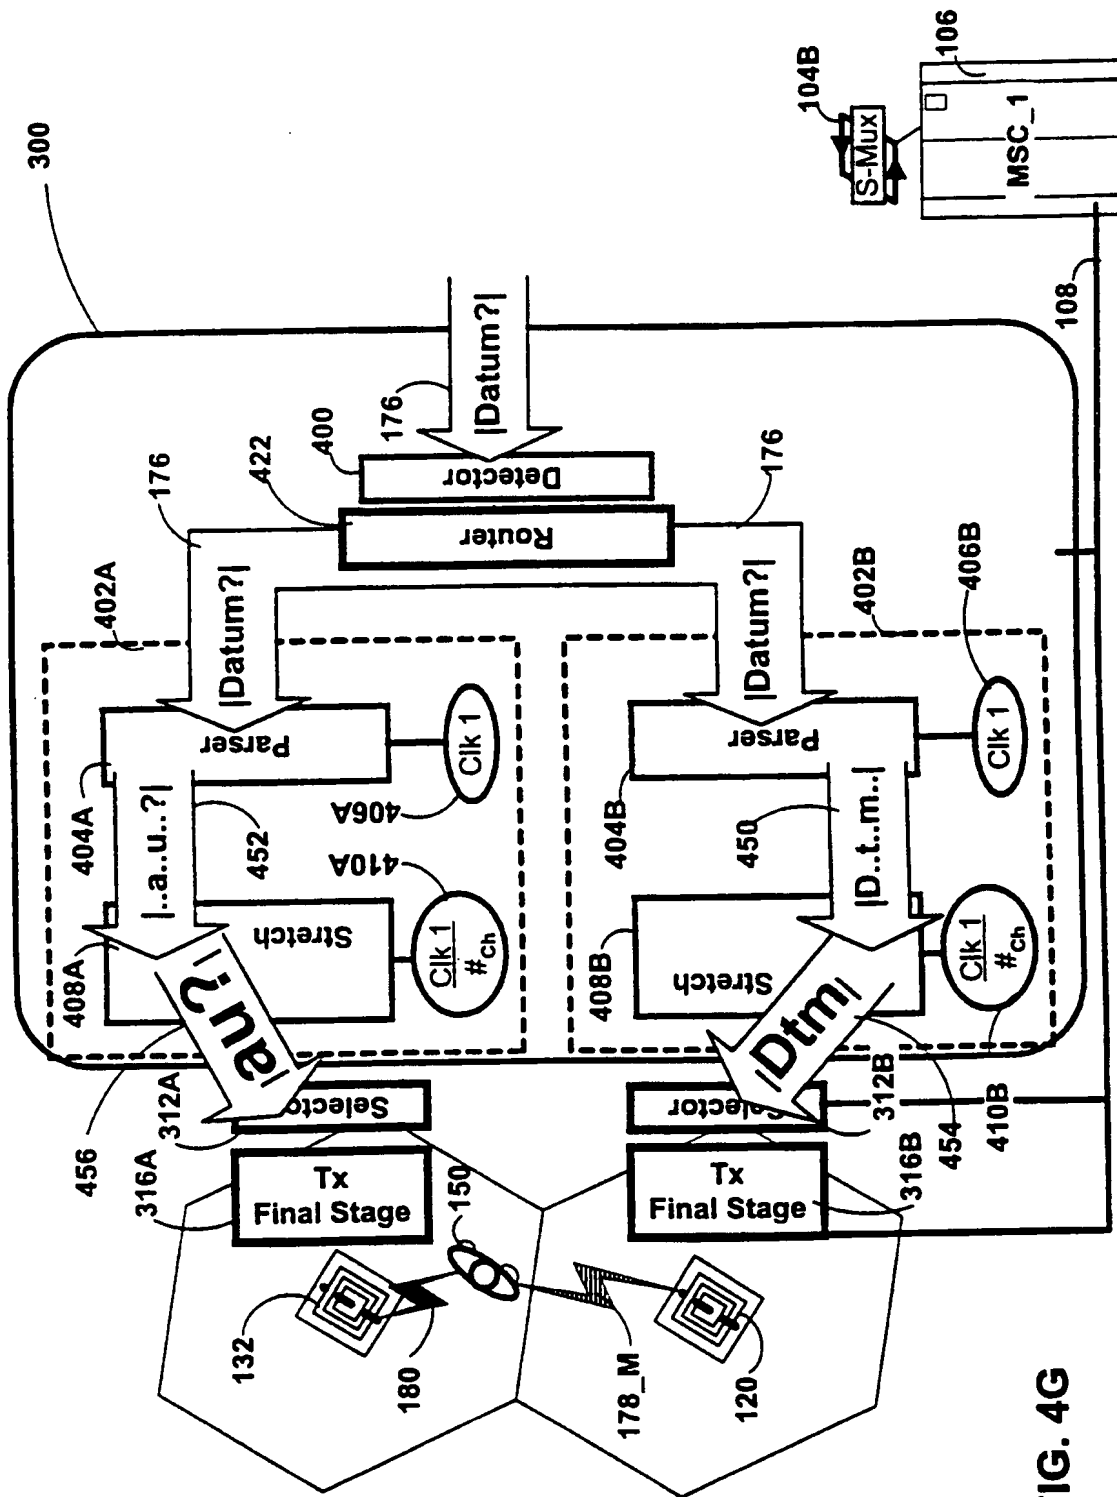 300
104B
S-Mux
106
MSC_1
108
176
|Datum?|
400
Detector
422
Router
176
176
402A
|Datum?|
404A
Parser
Clk 1
406A
|..a..u..?|
452
408A
Stretch
410A
Clk 1
#Ch
|au?|
456
312A
Selector
316A
Tx
Final Stage
402B
|Datum?|
404B
Parser
Clk 1
406B
|D..t..m..|
450
408B
Stretch
Clk 1
#Ch
410B
|Dtm|
454
312B
Selector
316B
Tx
Final Stage
150
132
180
178_M
120
FIG. 4G